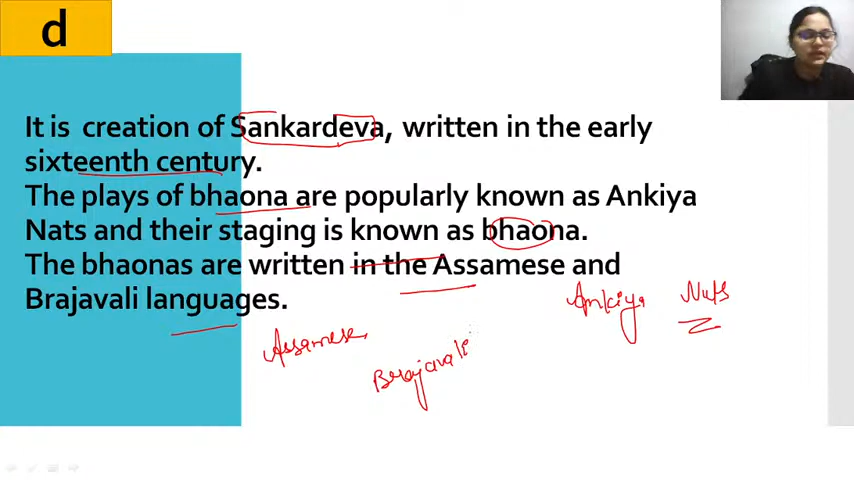 d
It is creation of Sankardeva, written in the early
sixteenth century.
The plays of bhaona are popularly known as Ankiya
Nats and their staging is known as bhaona.
The bhaonas are written in the Assamese and
Brajavali languages.
Ankiya Nats
Assamese
Brajavali